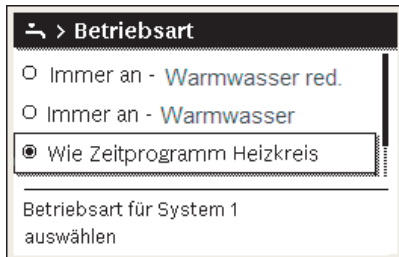 > Betriebsart
Immer an - Warmwasser red.
Immer an - Warmwasser
Wie Zeitprogramm Heizkreis
Betriebsart für System 1
auswählen